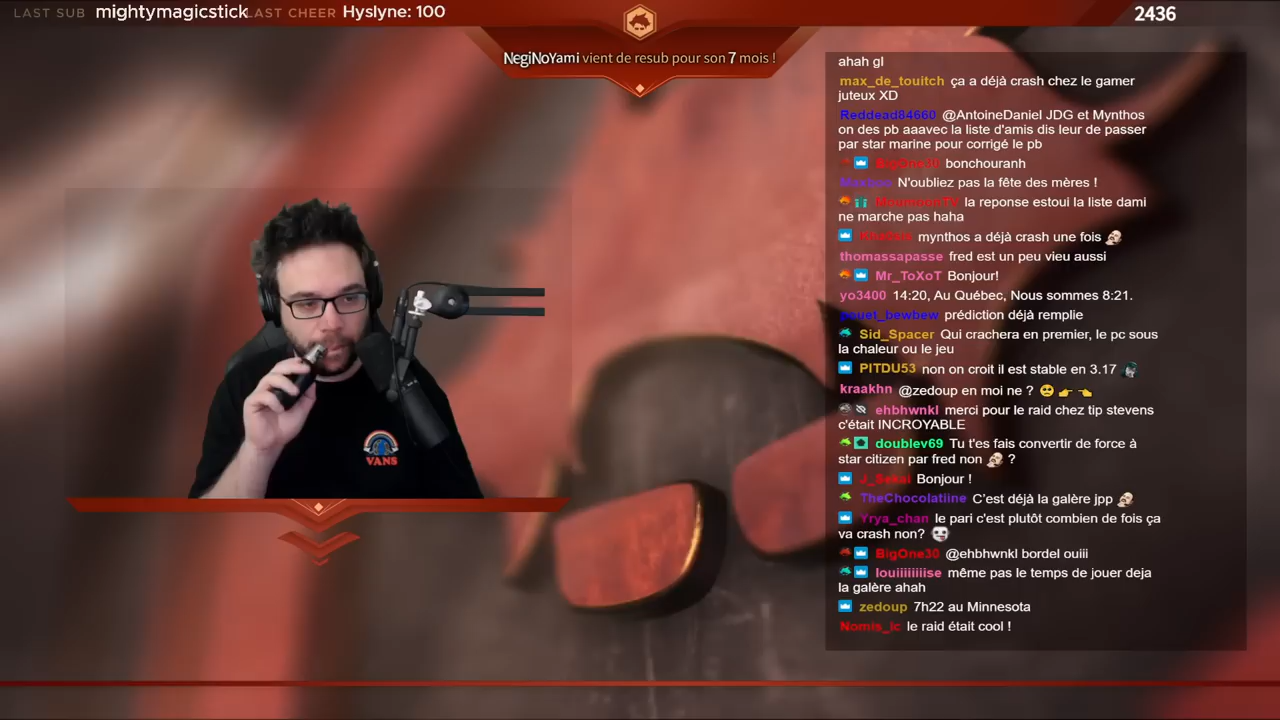 LAST SUB mightymagicstick LAST CHEER Hyslyne: 100
2436
NegiNoYami vient de resub pour son 7 mois !
VANS
ahah gl
max_de_touitch ça a déjà crash chez le gamer
juteux XD
Reddead84660 @AntoineDaniel JDG et Mynthos
on des pb aaavec la liste d'amis dis leur de passer
par star marine pour corrigé le pb
BigOne30 bonchouranh
N'oubliez pas la fête des mères !
la reponse estoui la liste dami
ne marche pas haha
mynthos a déjà crash une fois
thomassapasse fred est un peu vieu aussi
Mr_ToXoT Bonjour!
yo3400 14:20, Au Québec, Nous sommes 8:21.
pouet_bewbew prédiction déjà remplie
Sid_Spacer Qui crachera en premier, le pc sous
la chaleur ou le jeu
PITDU53 non on croit il est stable en 3.17
kraakhn @zedoup en moi ne ?
ehbhwnkl merci pour le raid chez tip stevens
c'était INCROYABLE
doublev69 Tu t'es fais convertir de force à
star citizen par fred non ?
Bonjour !
TheChocolatiine C'est déjà la galère jpp
Yrya_chan le pari c'est plutôt combien de fois ça
va crash non?
BigOne30 @ehbhwnkl bordel ouiii
louiiiiiiiise même pas le temps de jouer deja
la galère ahah
zedoup 7h22 au Minnesota
Nomis_ic le raid était cool !